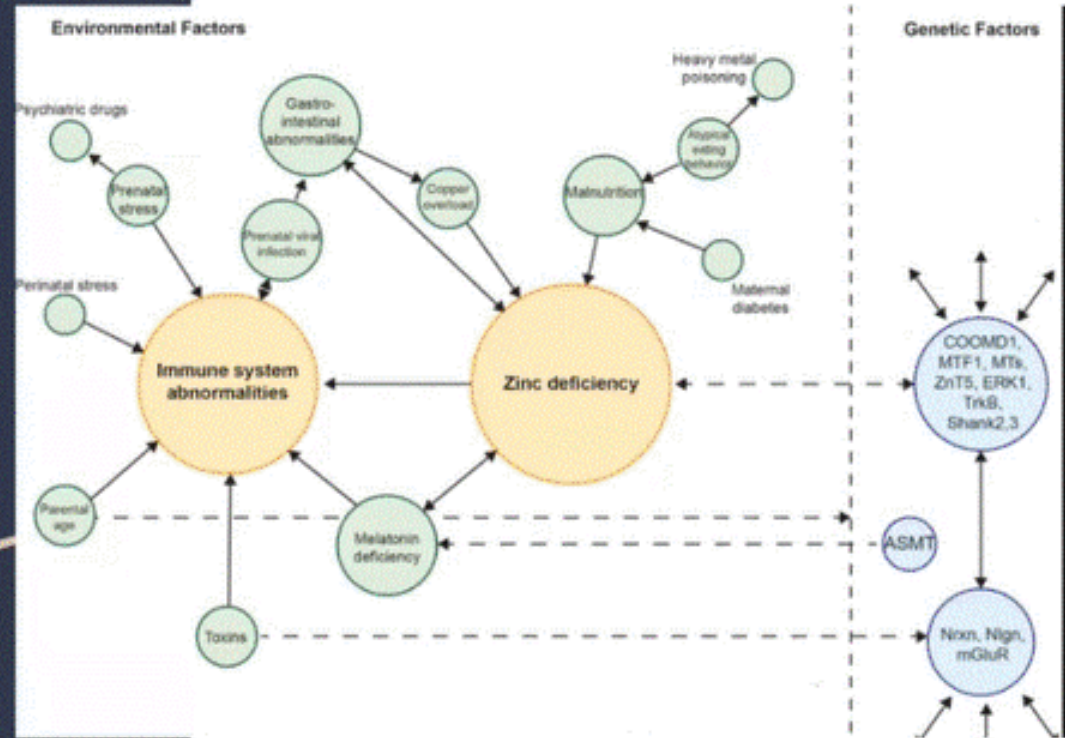 Environmental Factors
Genetic Factors
Heavy metal
poisoning
Psychiatric drugs
Gastro-
intestinal
abnormalities
Atypical
eating
behavior
Prenatal
stress
Copper
overload
Malnutrition
Prenatal viral
infection
Perinatal stress
Maternal
diabetes
Immune system
abnormalities
Zinc deficiency
COOMD1,
MTF1, MTs,
ZnT5, ERK1,
TrkB,
Shank2,3
Parental
age
Melatonin
deficiency
ASMT
Toxins
Nrxn, Nlgn,
mGluR